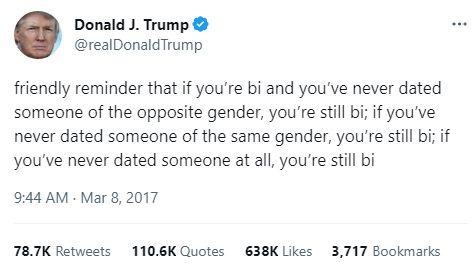 Donald J. Trump
@realDonaldTrump
friendly reminder that if you’re bi and you’ve never dated
someone of the opposite gender, you’re still bi; if you’ve
never dated someone of the same gender, you’re still bi; if
you’ve never dated someone at all, you’re still bi
9:44 AM · Mar 8, 2017
78.7K Retweets 110.6K Quotes 638K Likes 3,717 Bookmarks